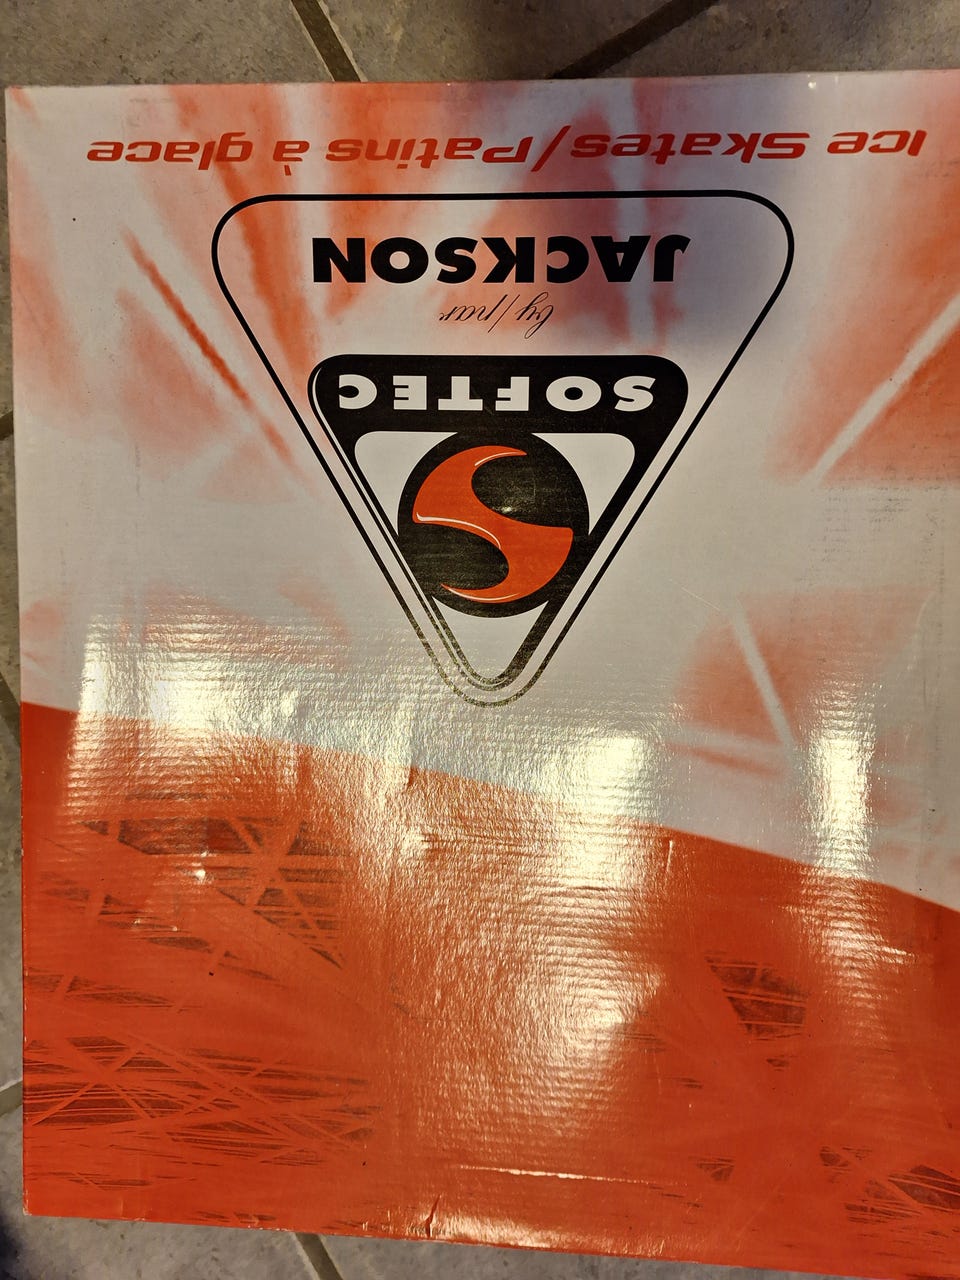 SOFTEC
by/par
JACKSON
Ice Skates/Patins à glace